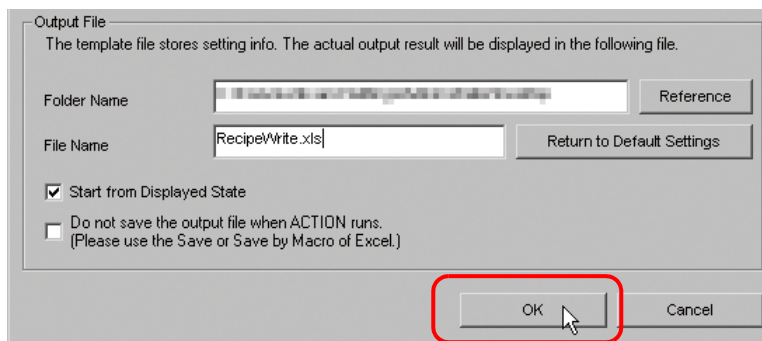 Output File
The template file stores setting info. The actual output result will be displayed in the following file.
Folder Name
Reference
File Name
RecipeWrite.xls
Return to Default Settings
Start from Displayed State
Do not save the output file when ACTION runs.
(Please use the Save or Save by Macro of Excel.)
OK
Cancel